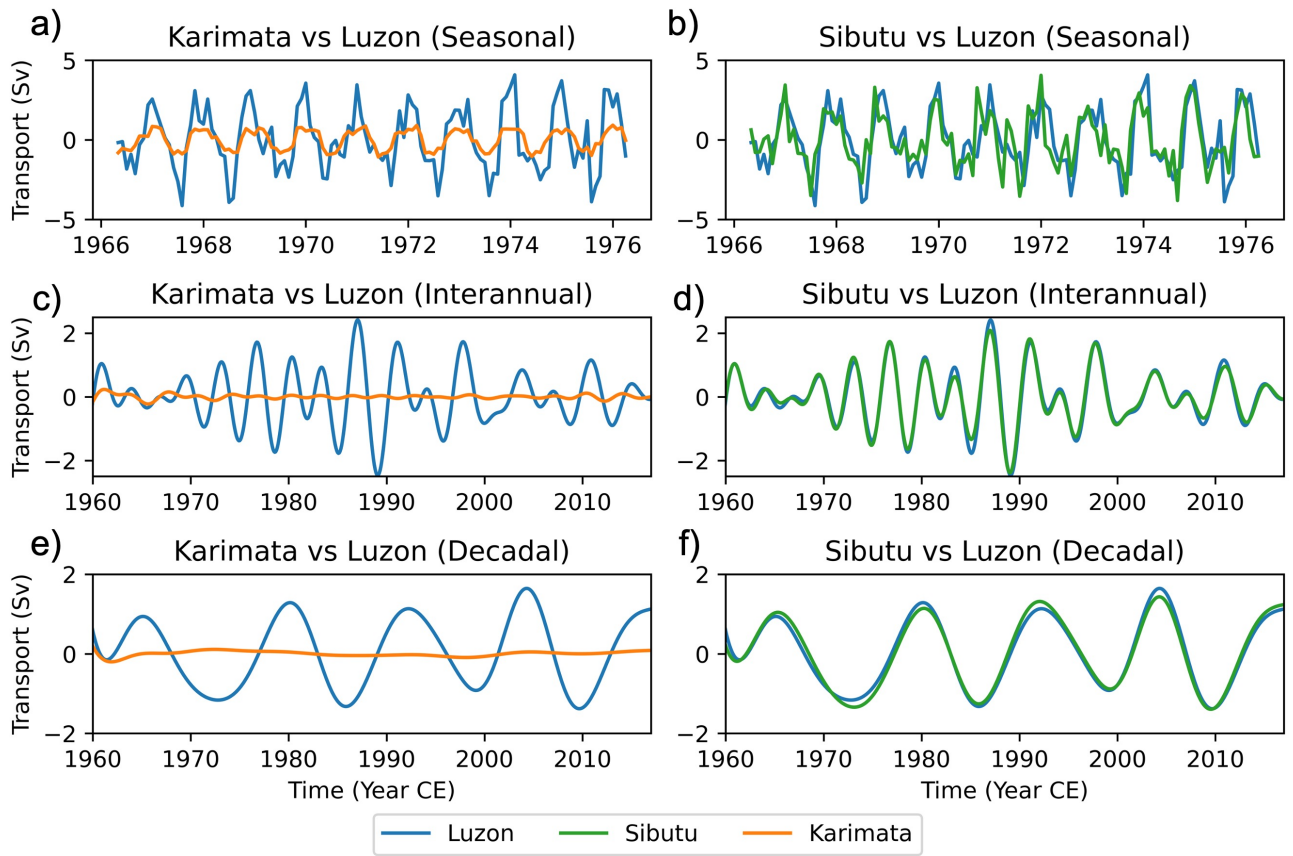 a)
Karimata vs Luzon (Seasonal)
Transport (Sv)
5
0
−5
1966 1968 1970 1972 1974 1976
b)
Sibutu vs Luzon (Seasonal)
5
0
−5
1966 1968 1970 1972 1974 1976
c)
Karimata vs Luzon (Interannual)
Transport (Sv)
2
0
−2
1960 1970 1980 1990 2000 2010
d)
Sibutu vs Luzon (Interannual)
2
0
−2
1960 1970 1980 1990 2000 2010
e)
Karimata vs Luzon (Decadal)
Transport (Sv)
2
0
−2
1960 1970 1980 1990 2000 2010
Time (Year CE)
f)
Sibutu vs Luzon (Decadal)
2
0
−2
1960 1970 1980 1990 2000 2010
Time (Year CE)
Luzon Sibutu Karimata